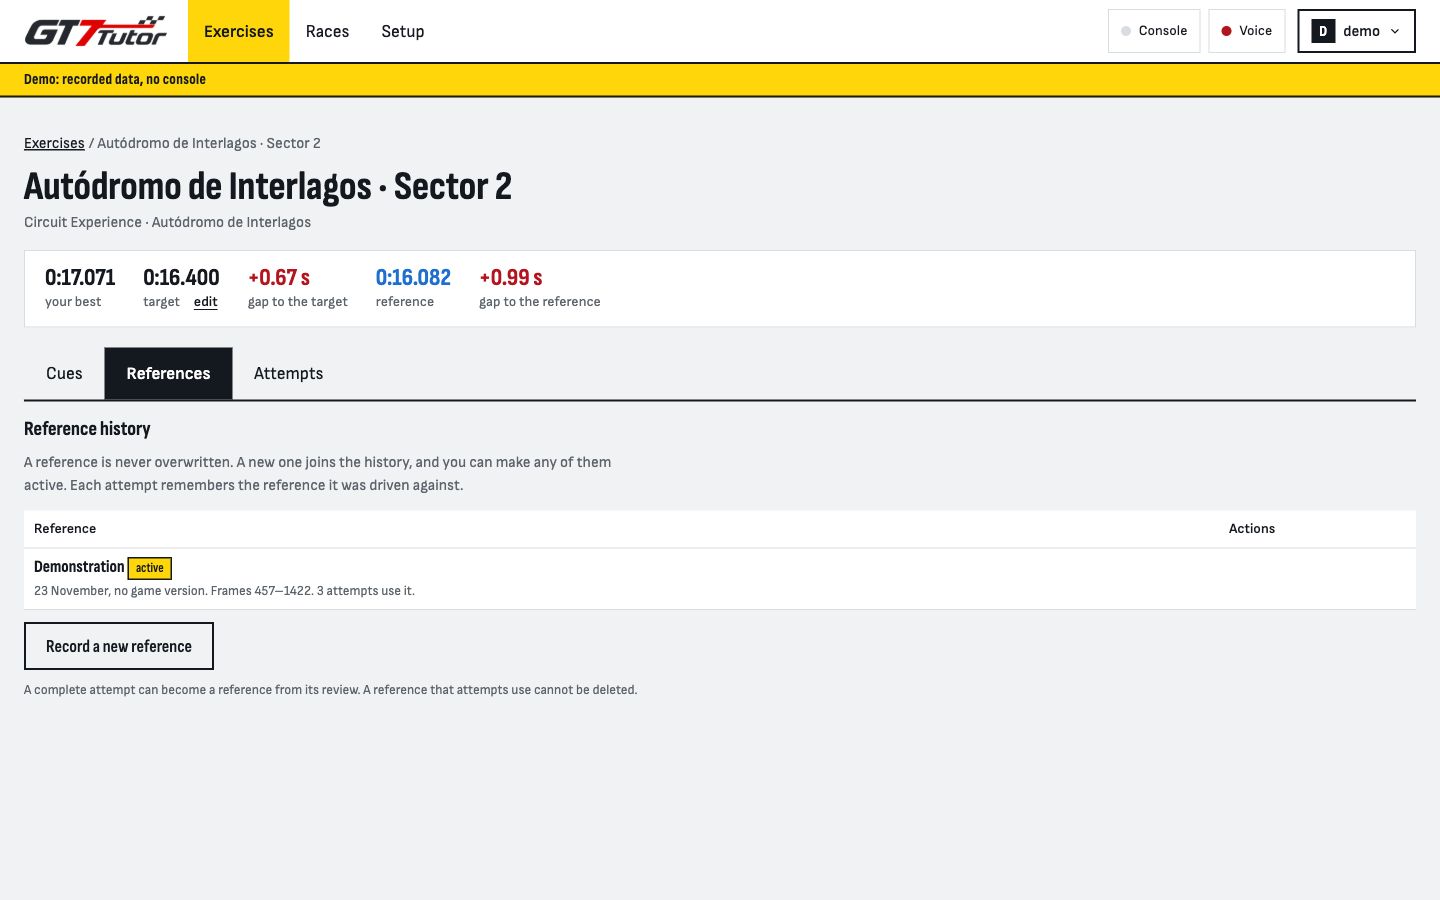 GT7Tutor
Exercises
Races
Setup
Console
Voice
D
demo
Demo: recorded data, no console
Exercises / Autódromo de Interlagos · Sector 2
Autódromo de Interlagos · Sector 2
Circuit Experience · Autódromo de Interlagos
0:17.071
your best
0:16.400
target edit
+0.67 s
gap to the target
0:16.082
reference
+0.99 s
gap to the reference
Cues
References
Attempts
Reference history
A reference is never overwritten. A new one joins the history, and you can make any of them
active. Each attempt remembers the reference it was driven against.
Reference
Actions
Demonstration active
23 November, no game version. Frames 457–1422. 3 attempts use it.
Record a new reference
A complete attempt can become a reference from its review. A reference that attempts use cannot be deleted.